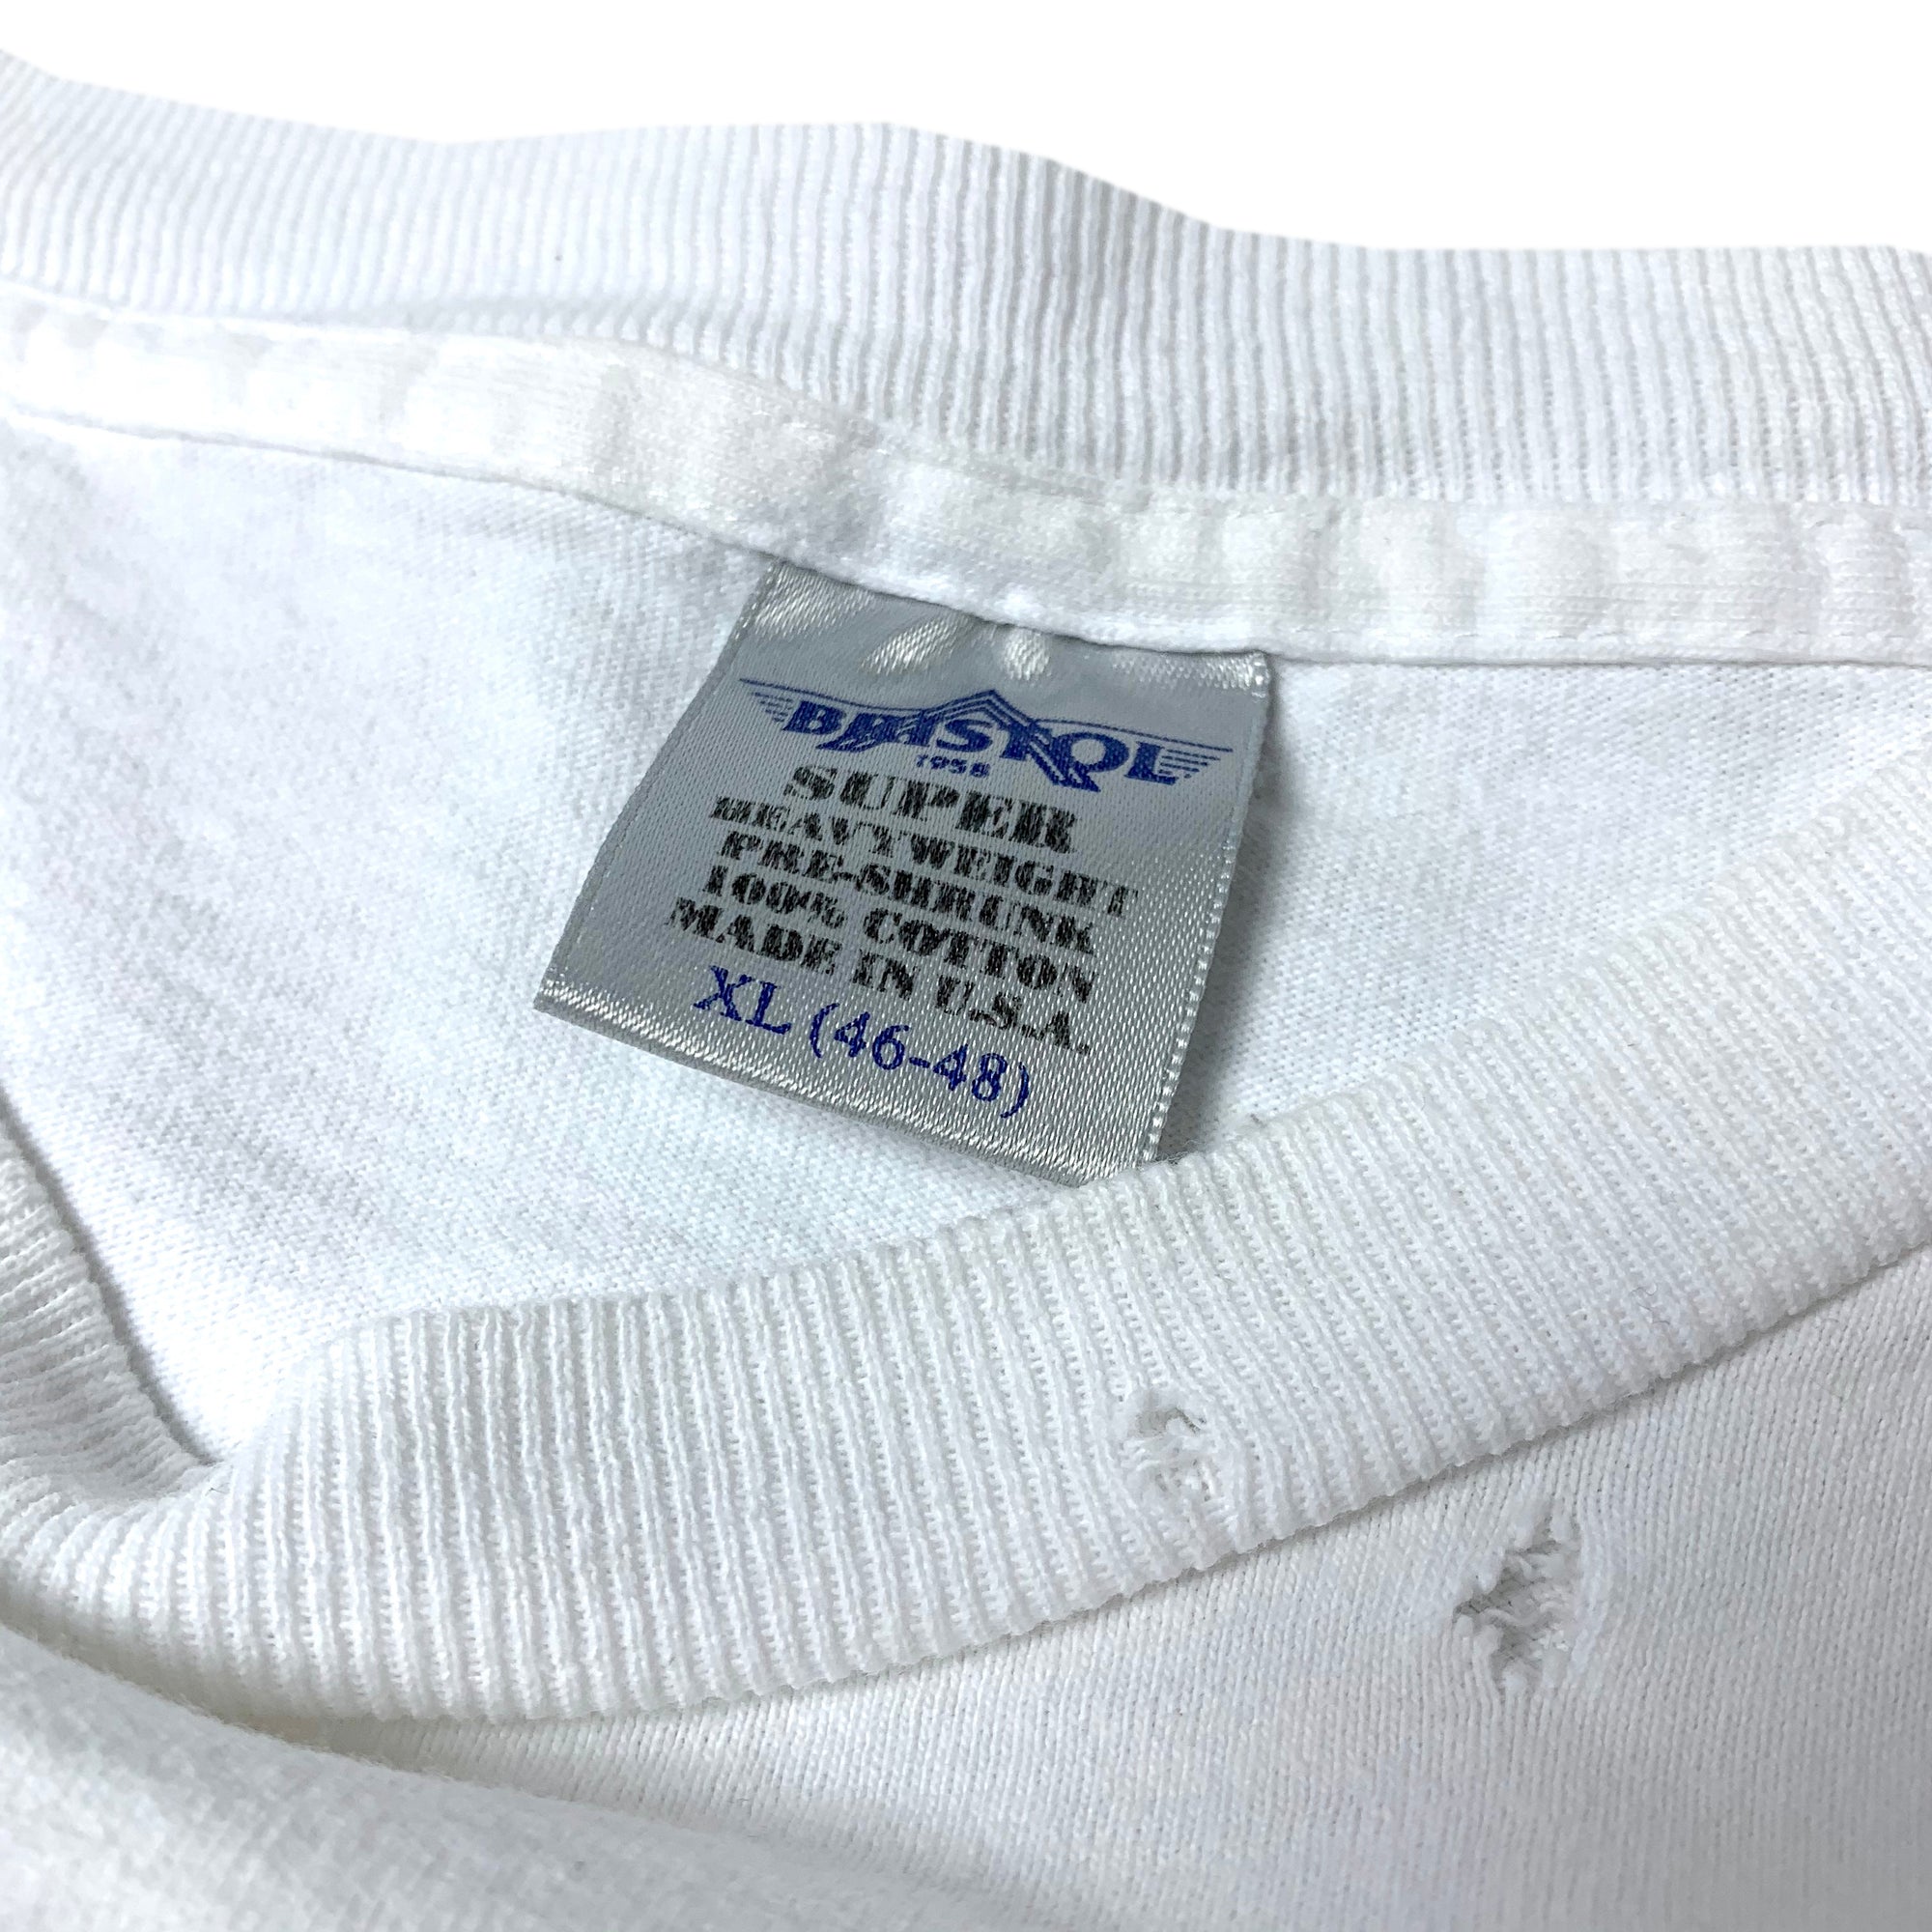 BRISTOL
1958
SUPER
HEAVYWEIGHT
PRE-SHRUNK
100% COTTON
MADE IN U.S.A.
XL (46-48)